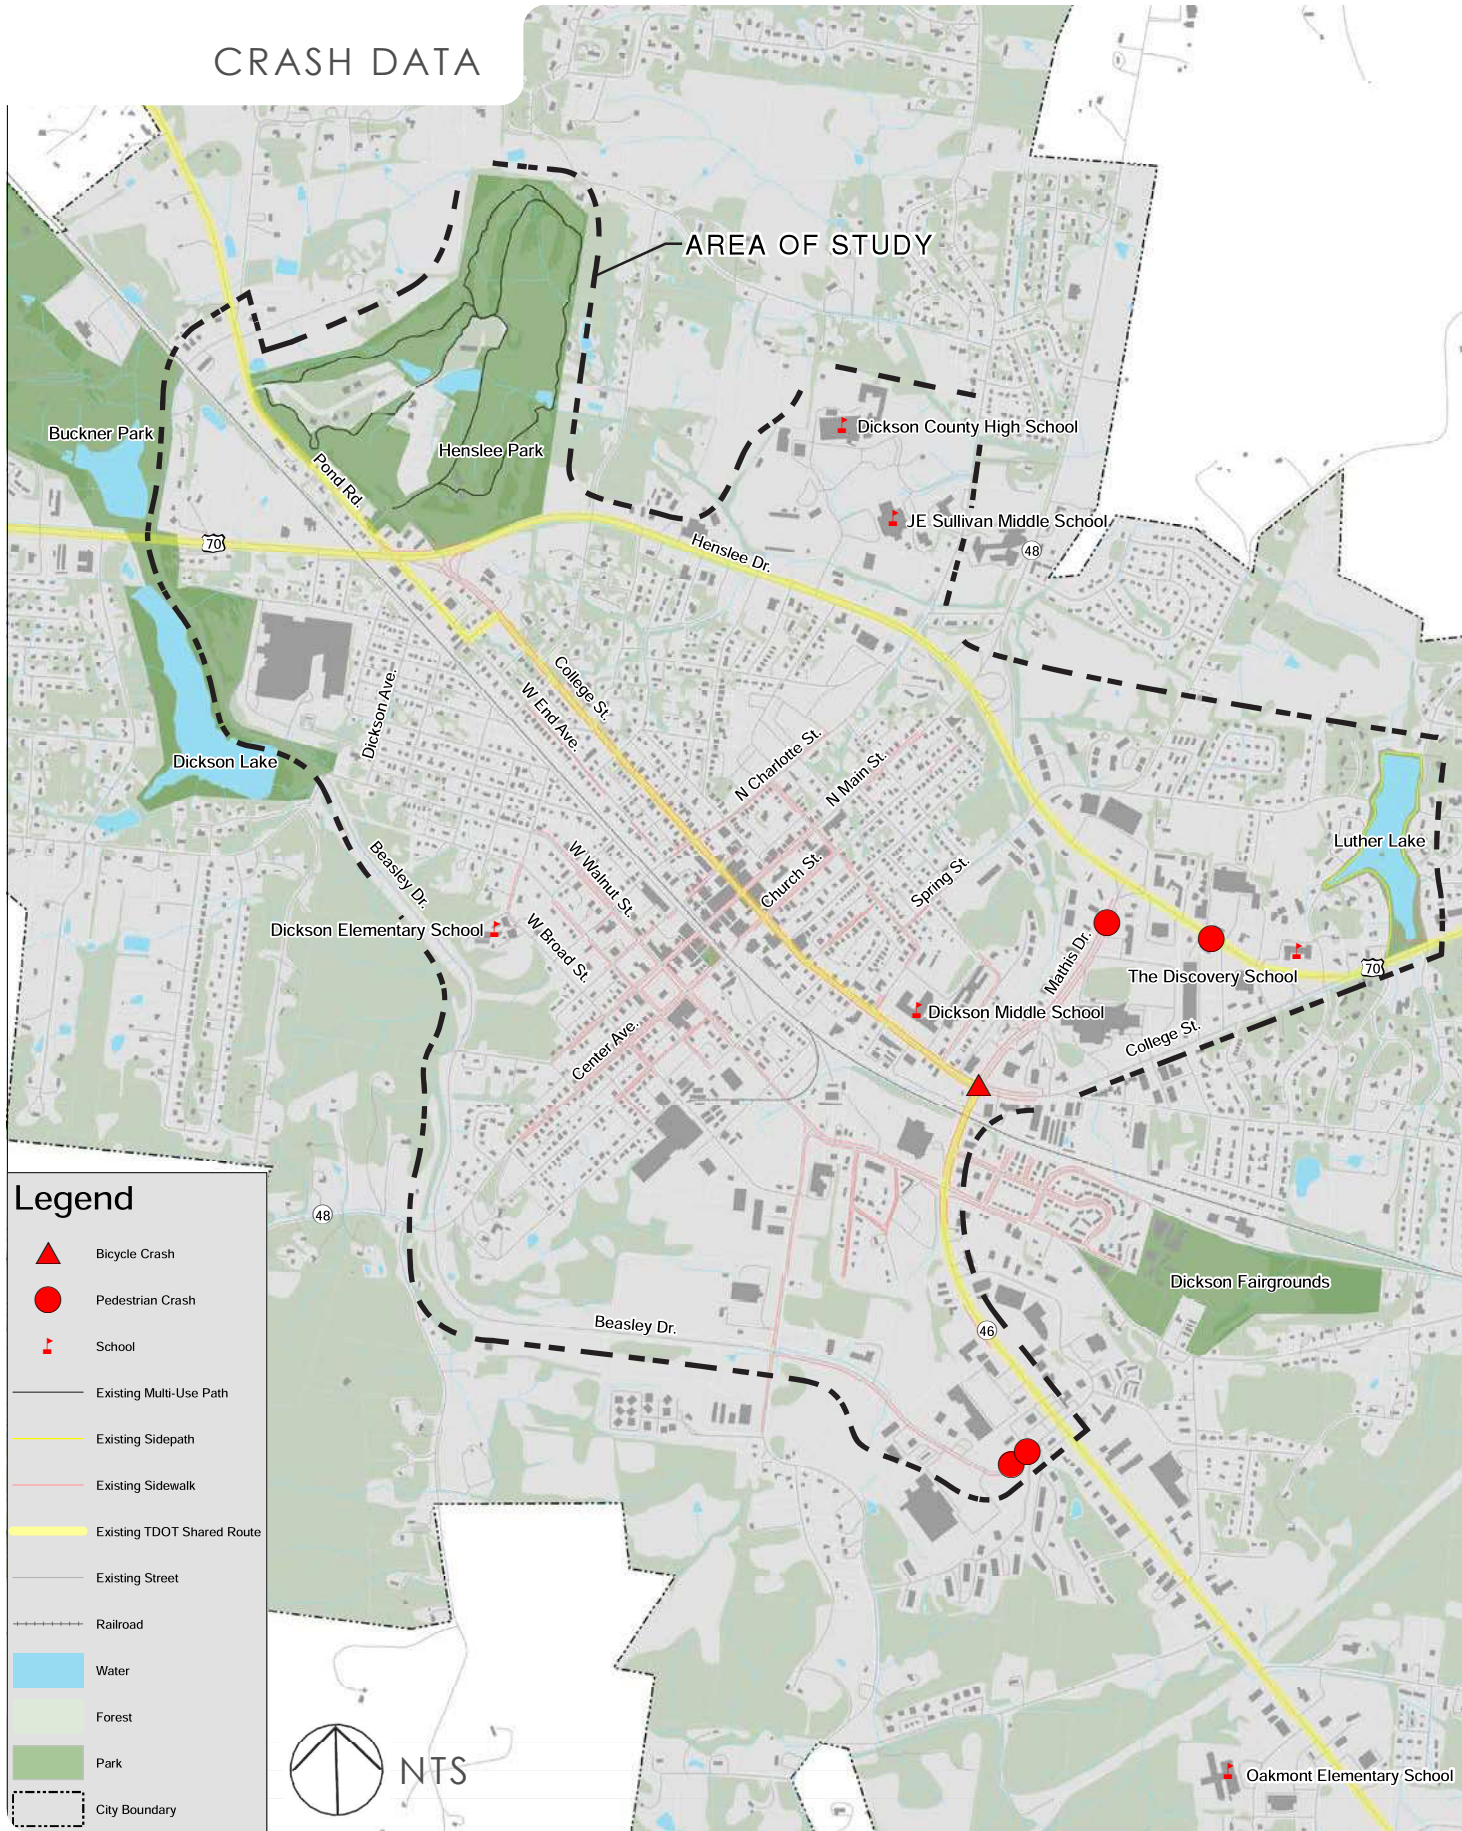 CRASH DATA
AREA OF STUDY
Dickson County High School
Buckner Park
Henslee Park
Pond Rd.
JE Sullivan Middle School
70
Henslee Dr.
48
College St.
W End Ave.
Dickson Ave.
N Charlotte St.
N Main St.
Dickson Lake
Luther Lake
Beasley Dr.
W Walnut St.
Church St.
Spring St.
Dickson Elementary School
W Broad St.
Mathis Dr.
The Discovery School
70
Dickson Middle School
College St.
Center Ave.
48
Dickson Fairgrounds
Beasley Dr.
46
Oakmont Elementary School
Legend
Bicycle Crash
Pedestrian Crash
School
Existing Multi-Use Path
Existing Sidepath
Existing Sidewalk
Existing TDOT Shared Route
Existing Street
Railroad
Water
Forest
Park
City Boundary
NTS